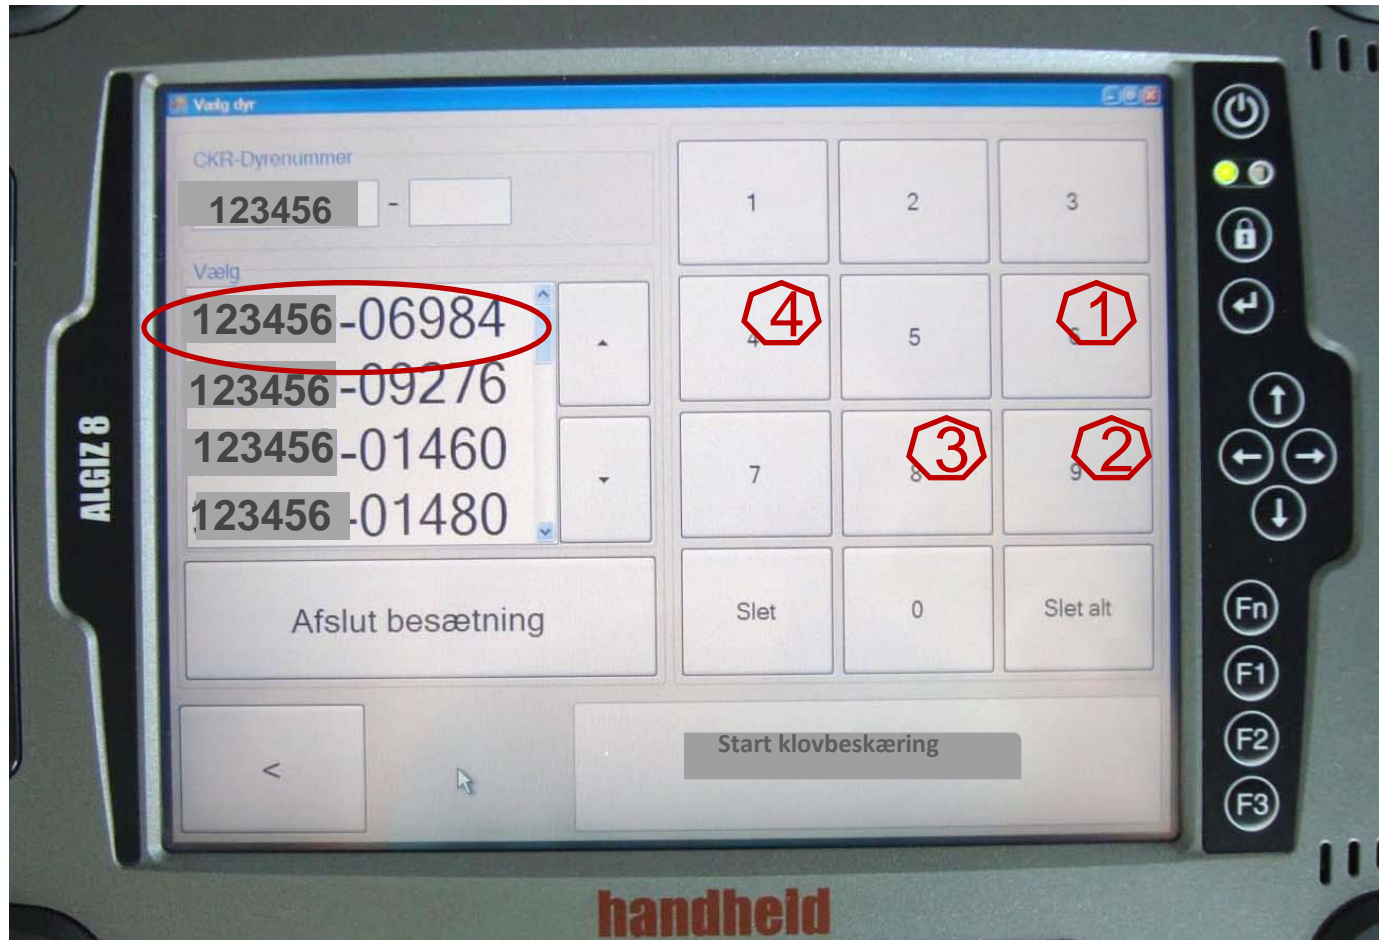 Vælg dyr
CKR-Dyrenummer
123456 -
Vælg
123456 -06984
123456 -09276
123456 -01460
123456 -01480
Afslut besætning
<
1 2 3
4 4 5 1 6
7 3 8 2 9
Slet 0 Slet alt
Start klovbeskæring
ALGIZ 8
Fn
F1
F2
F3
handheld